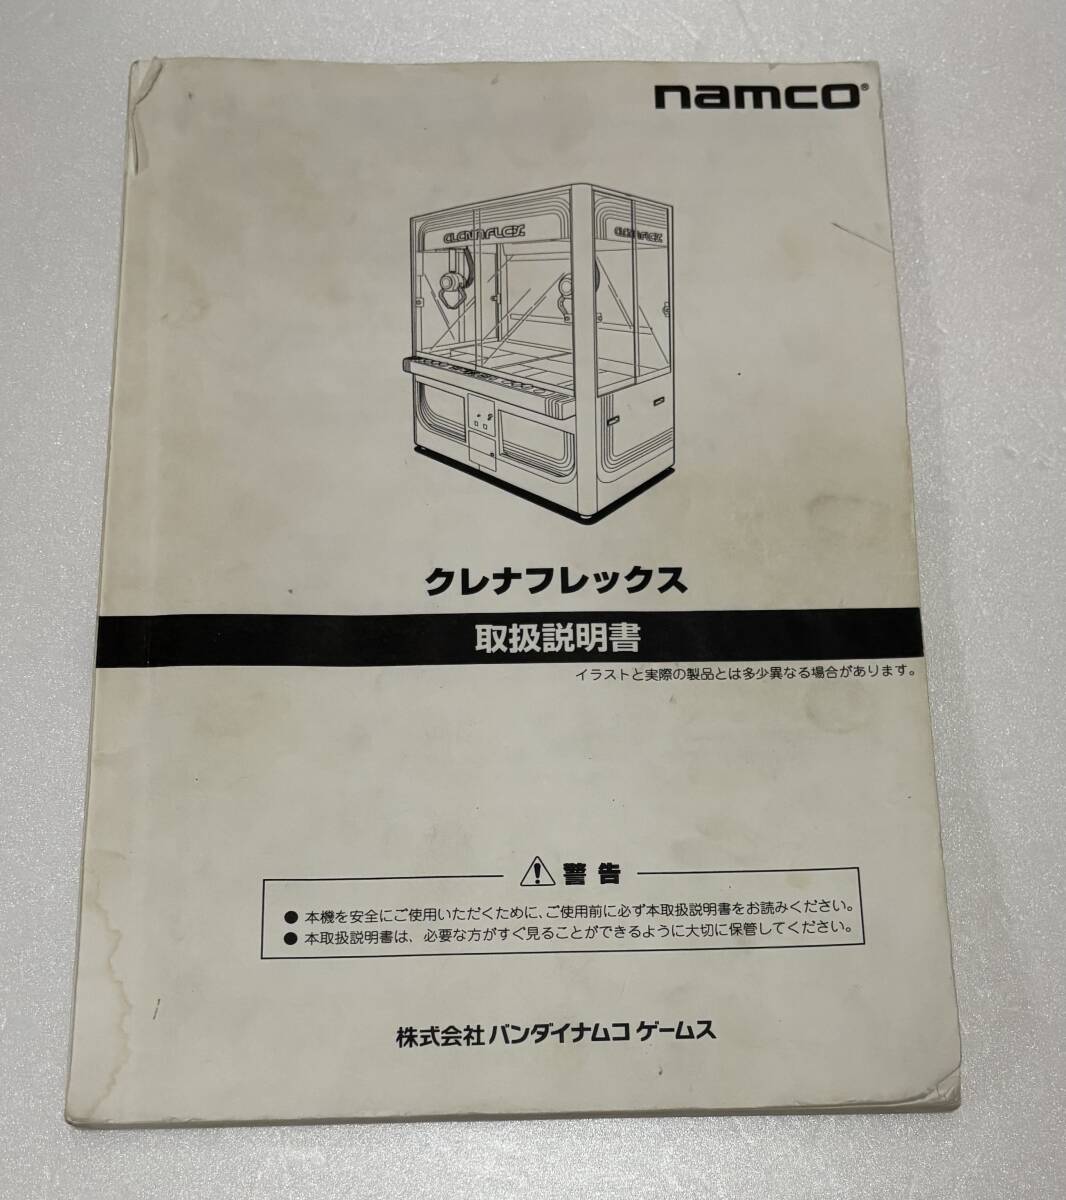 namco®
CLENAFLEX
CLENAFLEX
クレナフレックス
取扱説明書
イラストと実際の製品とは多少異なる場合があります。
警告
● 本機を安全にご使用いただくために、ご使用前に必ず本取扱説明書をお読みください。
● 本取扱説明書は、必要な方がすぐ見ることができるように大切に保管してください。
株式会社バンダイナムコゲームス